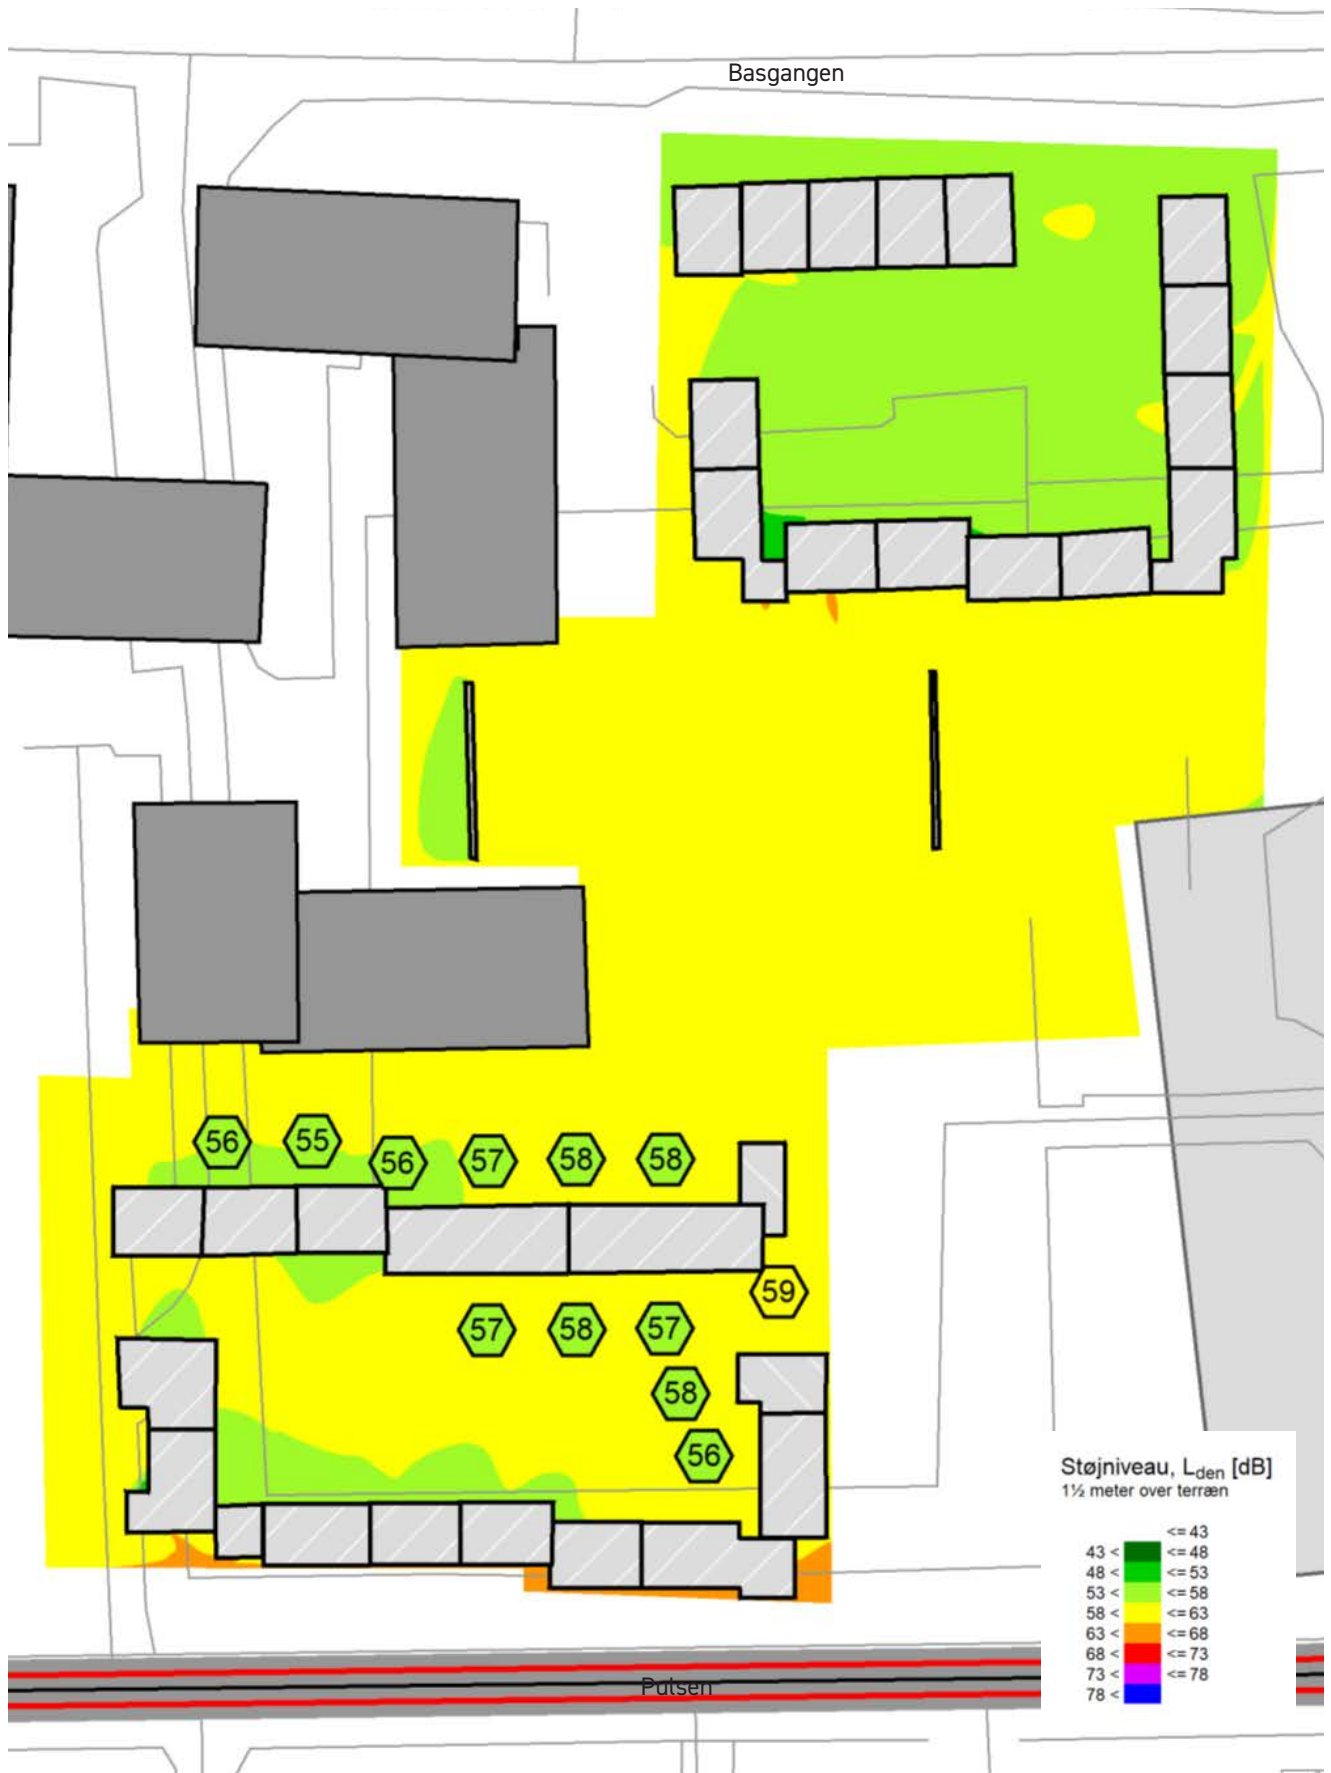 Basgangen
56
55
56
57
58
58
59
57
58
57
58
56
Støjniveau, Lden [dB]
1½ meter over terræn
<= 43
43 < <= 48
48 < <= 53
53 < <= 58
58 < <= 63
63 < <= 68
68 < <= 73
73 < <= 78
78 <
Pulsen